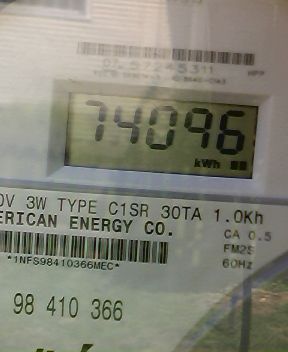 74096
kWh
0V 3W TYPE C1SR 30TA 1.0Kh
ERICAN ENERGY CO.
CA 0.5
FM2S
*1NFS98410366MEC*
60Hz
98 410 366